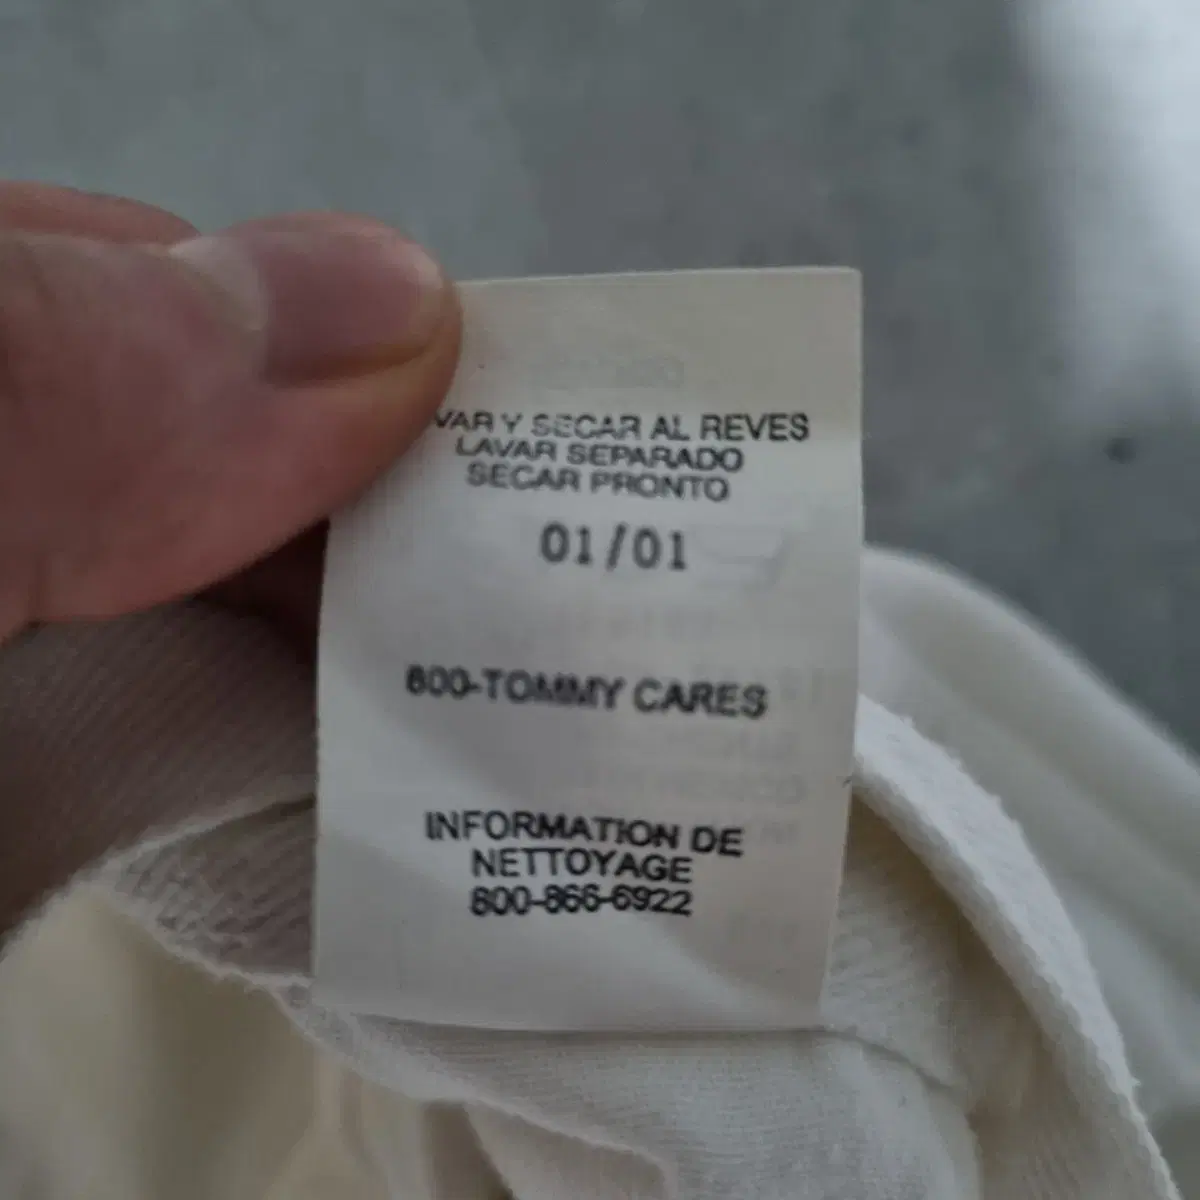 VAR Y SECAR AL REVES
LAVAR SEPARADO
SECAR PRONTO
01/01
800-TOMMY CARES
INFORMATION DE
NETTOYAGE
800-866-6922